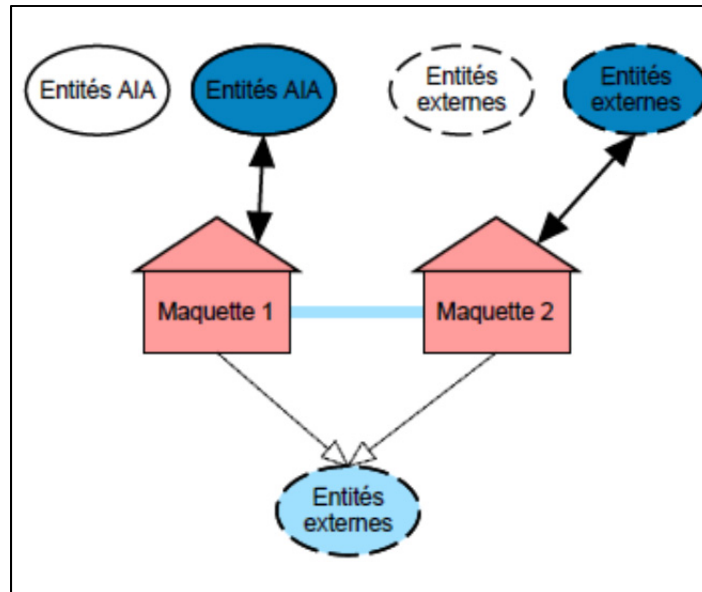 Entités AIA
Entités AIA
Entités
externes
Entités
externes
Maquette 1
Maquette 2
Entités
externes